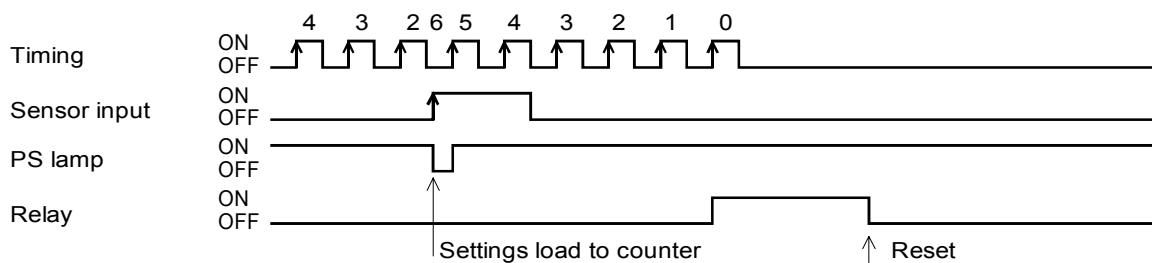 4 3 2 6 5 4 3 2 1 0
Timing ON
OFF
Sensor input ON
OFF
PS lamp ON
OFF
Relay ON
OFF
Settings load to counter Reset